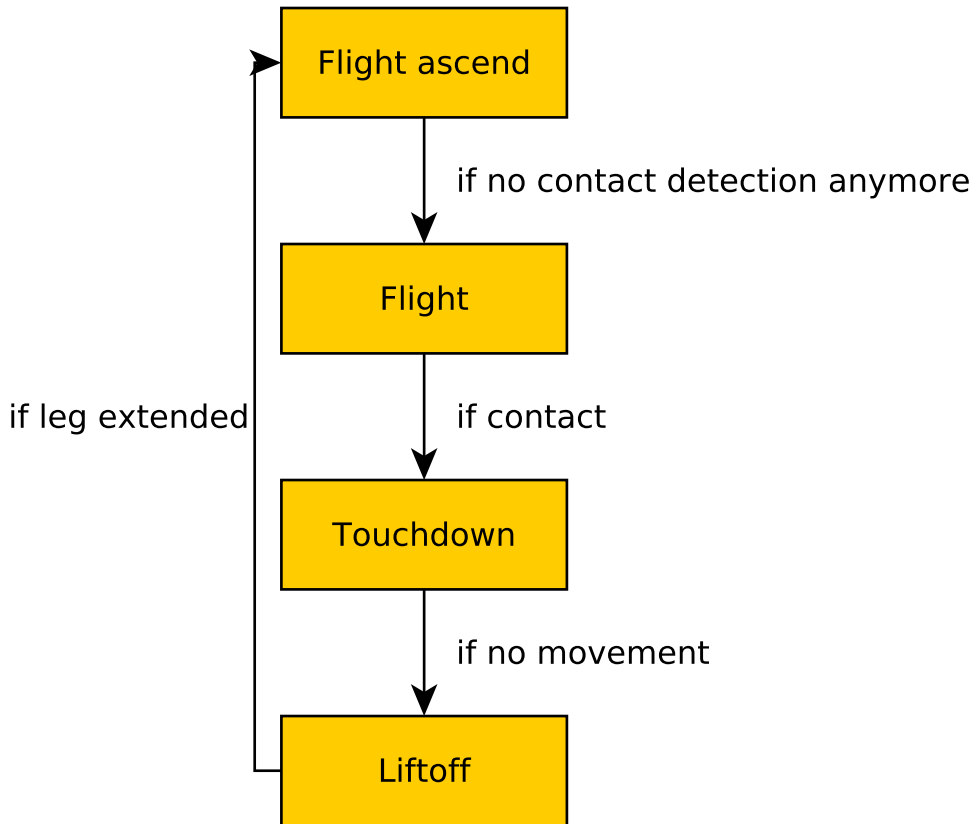 Flight ascend
if no contact detection anymore
Flight
if leg extended
if contact
Touchdown
if no movement
Liftoff